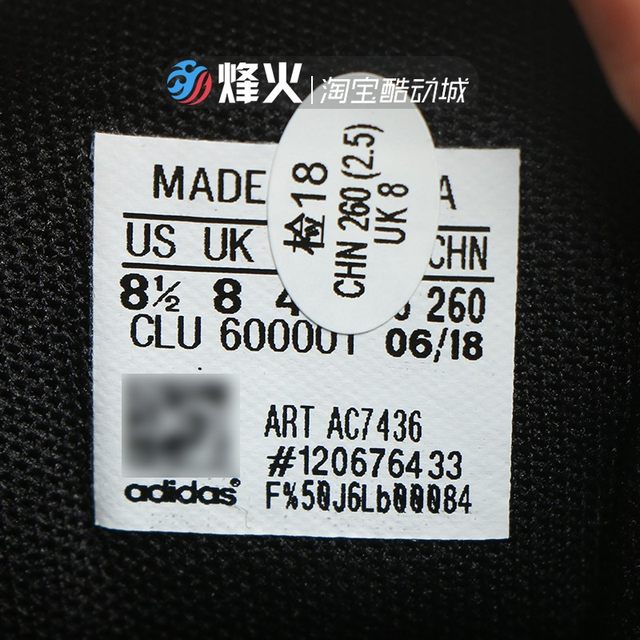 烽火 | 淘宝酷动城
MADE A
US UK CHN
8½ 8 4 260
CLU 600001 06/18
ART AC7436
#120676433
adidas®
F%50J6Lb00084
检18
CHN 260 (2.5)
UK 8